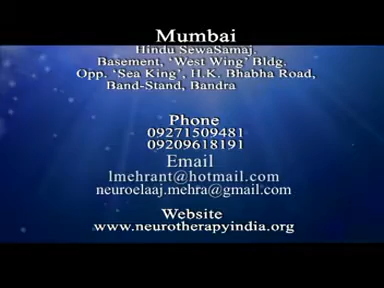 Mumbai
Hindu SewaSamaj,
Basement, 'West Wing' Bldg,
Opp. 'Sea King', H.K. Bhabha Road,
Band-Stand, Bandra
Phone
09271509481
09209618191
Email
lmehrant@hotmail.com
neuroelaaj.mehra@gmail.com
Website
www.neurotherapyindia.org